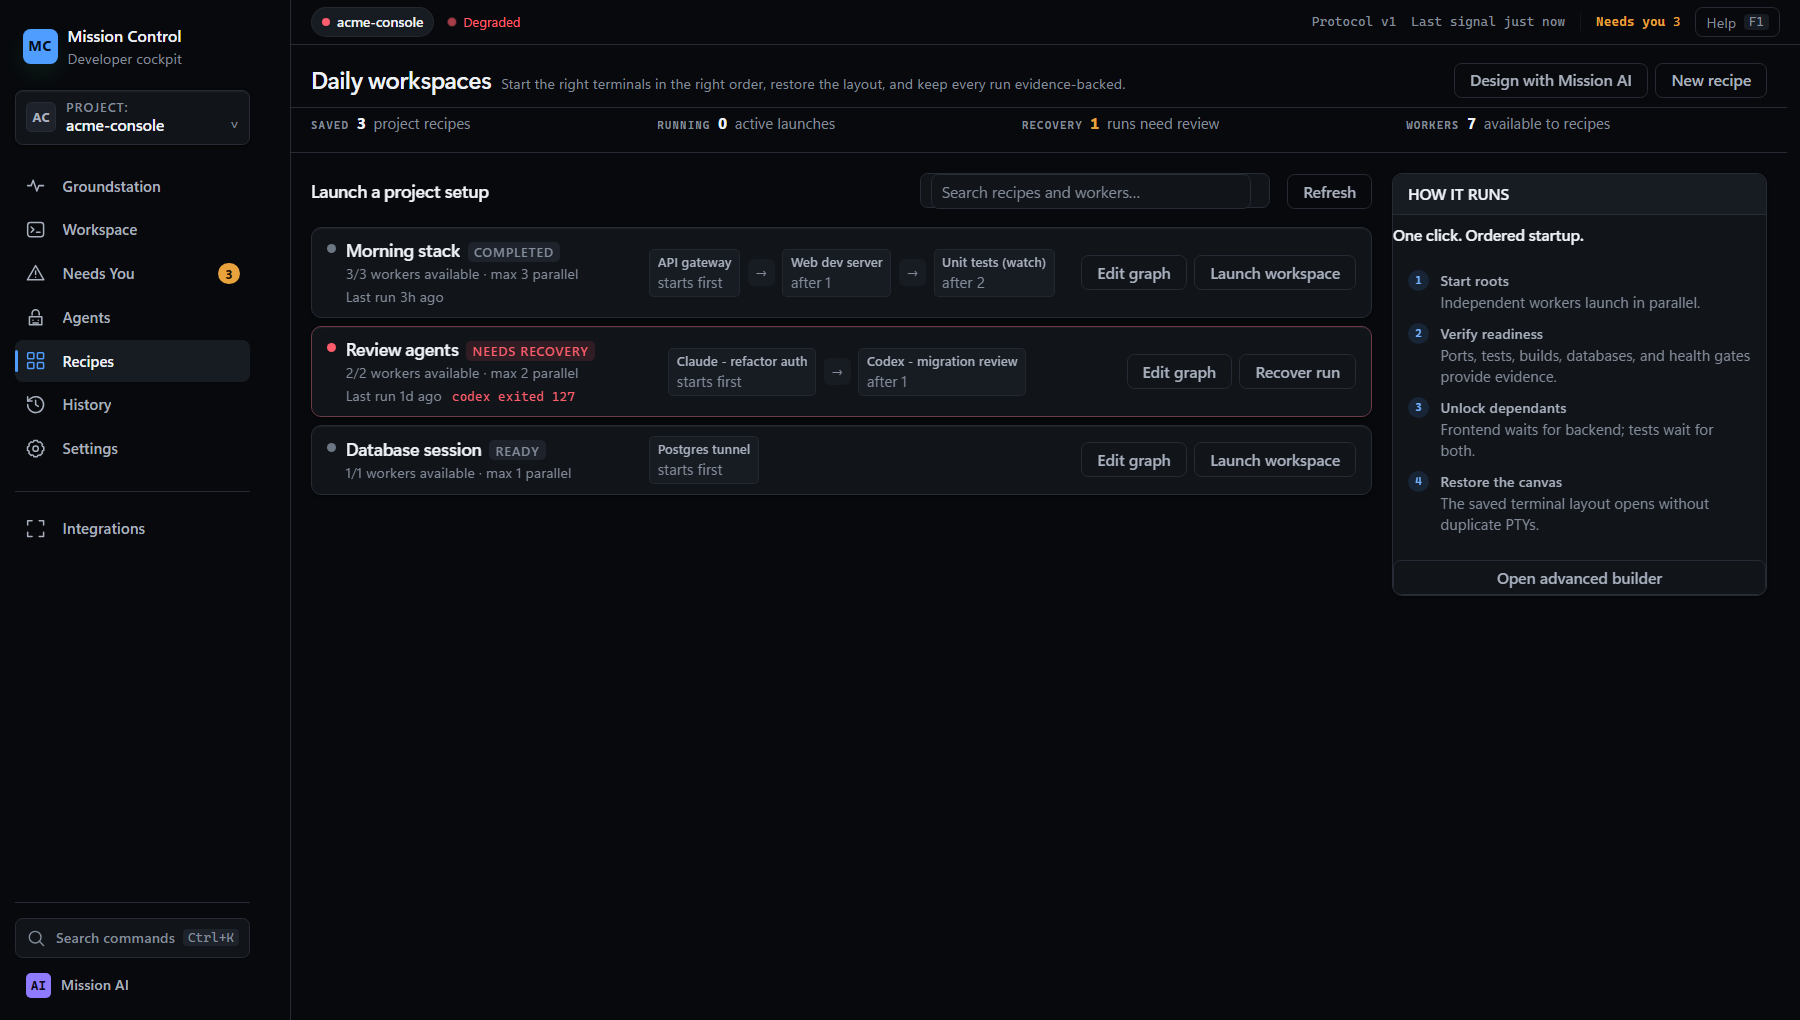 MC
Mission Control
Developer cockpit
AC
PROJECT:
acme-console
Groundstation
Workspace
Needs You
3
Agents
Recipes
History
Settings
Integrations
Search commands
Ctrl+K
AI
Mission AI
acme-console
Degraded
Protocol v1
Last signal just now
Needs you 3
Help
F1
Daily workspaces
Start the right terminals in the right order, restore the layout, and keep every run evidence-backed.
Design with Mission AI
New recipe
SAVED 3 project recipes
RUNNING 0 active launches
RECOVERY 1 runs need review
WORKERS 7 available to recipes
Launch a project setup
Search recipes and workers...
Refresh
Morning stack
COMPLETED
3/3 workers available · max 3 parallel
Last run 3h ago
API gateway
starts first
→
Web dev server
after 1
→
Unit tests (watch)
after 2
Edit graph
Launch workspace
Review agents
NEEDS RECOVERY
2/2 workers available · max 2 parallel
Last run 1d ago
codex exited 127
Claude - refactor auth
starts first
→
Codex - migration review
after 1
Edit graph
Recover run
Database session
READY
1/1 workers available · max 1 parallel
Postgres tunnel
starts first
Edit graph
Launch workspace
HOW IT RUNS
One click. Ordered startup.
1
Start roots
Independent workers launch in parallel.
2
Verify readiness
Ports, tests, builds, databases, and health gates
provide evidence.
3
Unlock dependants
Frontend waits for backend; tests wait for
both.
4
Restore the canvas
The saved terminal layout opens without
duplicate PTYs.
Open advanced builder